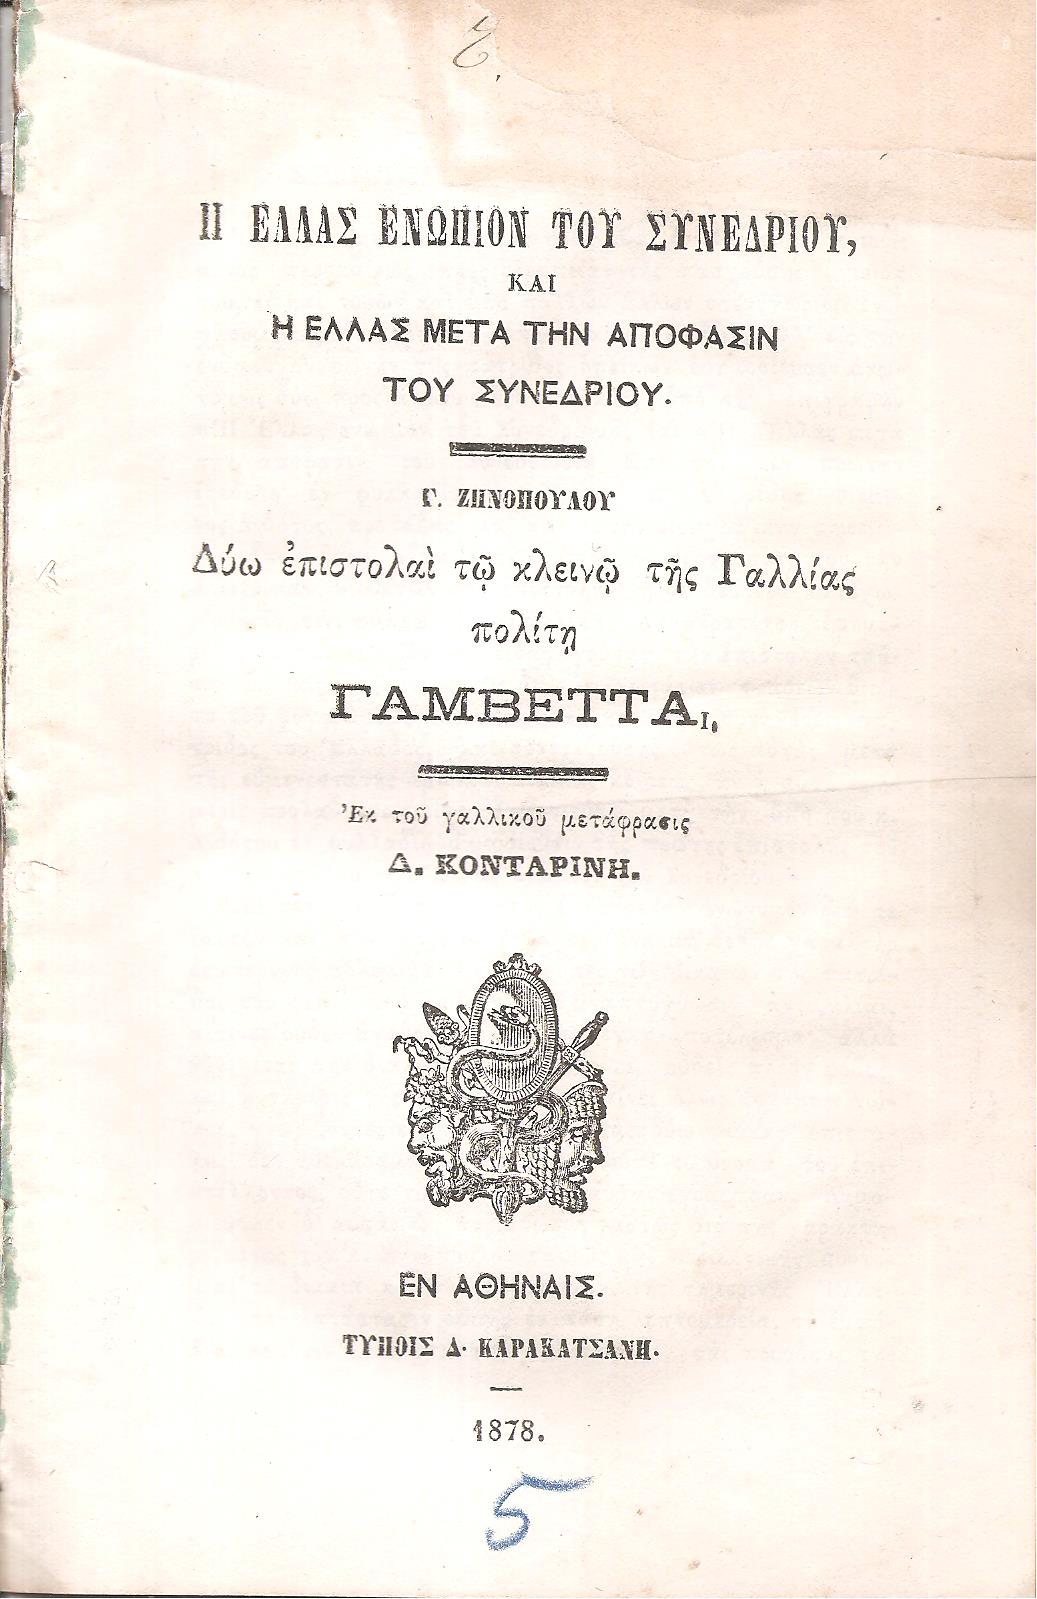 Η ΕΛΛΑΣ ΕΝΩΠΙΟΝ ΤΟΥ ΣΥΝΕΔΡΙΟΥ,
ΚΑΙ
Η ΕΛΛΑΣ ΜΕΤΑ ΤΗΝ ΑΠΟΦΑΣΙΝ
ΤΟΥ ΣΥΝΕΔΡΙΟΥ.
Γ. ΖΗΝΟΠΟΥΛΟΥ
Δύω ἐπιστολαὶ τῷ κλεινῷ τῆς Γαλλίας
πολίτῃ
ΓΑΜΒΕΤΤΑι.
Ἐκ τοῦ γαλλικοῦ μετάφρασις
Δ. ΚΟΝΤΑΡΙΝΗ.
ΕΝ ΑΘΗΝΑΙΣ.
ΤΥΠΟΙΣ Δ. ΚΑΡΑΚΑΤΣΑΝΗ.
1878.
5